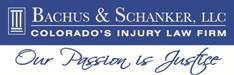 BACHUS & SCHANKER, LLC
COLORADO'S INJURY LAW FIRM
Our Passion is Justice